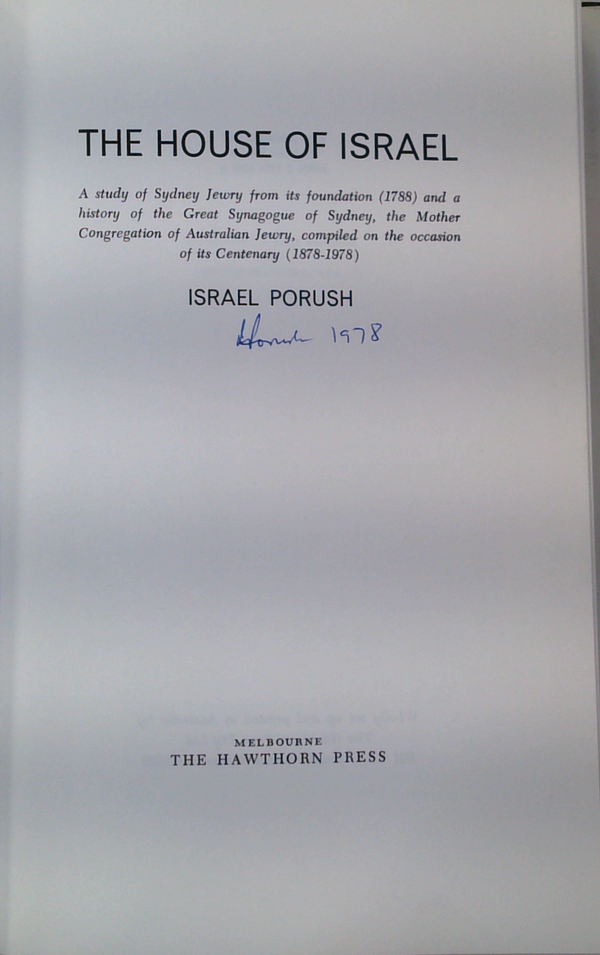 THE HOUSE OF ISRAEL
A study of Sydney Jewry from its foundation (1788) and a
history of the Great Synagogue of Sydney, the Mother
Congregation of Australian Jewry, compiled on the occasion
of its Centenary (1878-1978)
ISRAEL PORUSH
Porush 1978
MELBOURNE
THE HAWTHORN PRESS